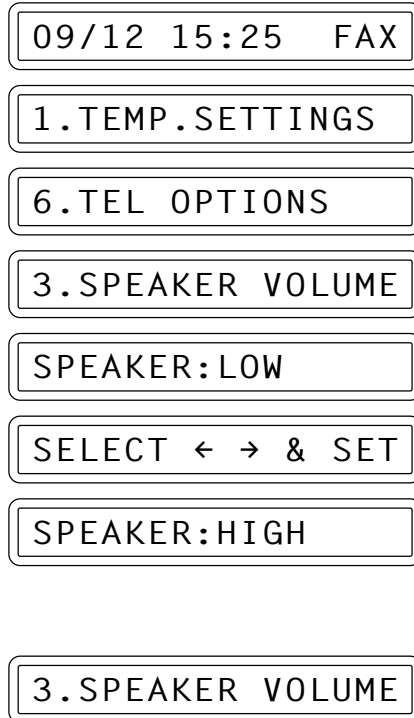 09/12 15:25 FAX
1.TEMP.SETTINGS
6.TEL OPTIONS
3.SPEAKER VOLUME
SPEAKER:LOW
SELECT ← → & SET
SPEAKER:HIGH
3.SPEAKER VOLUME